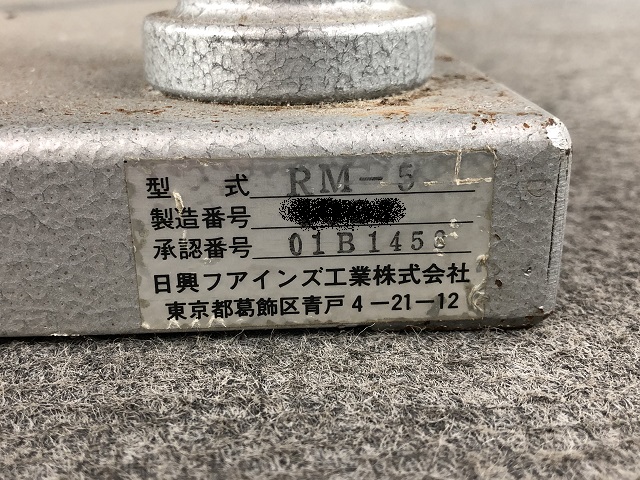 型式 RM-5
製造番号
承認番号 01B1458
日興フアインズ工業株式会社
東京都葛飾区青戸4-21-12